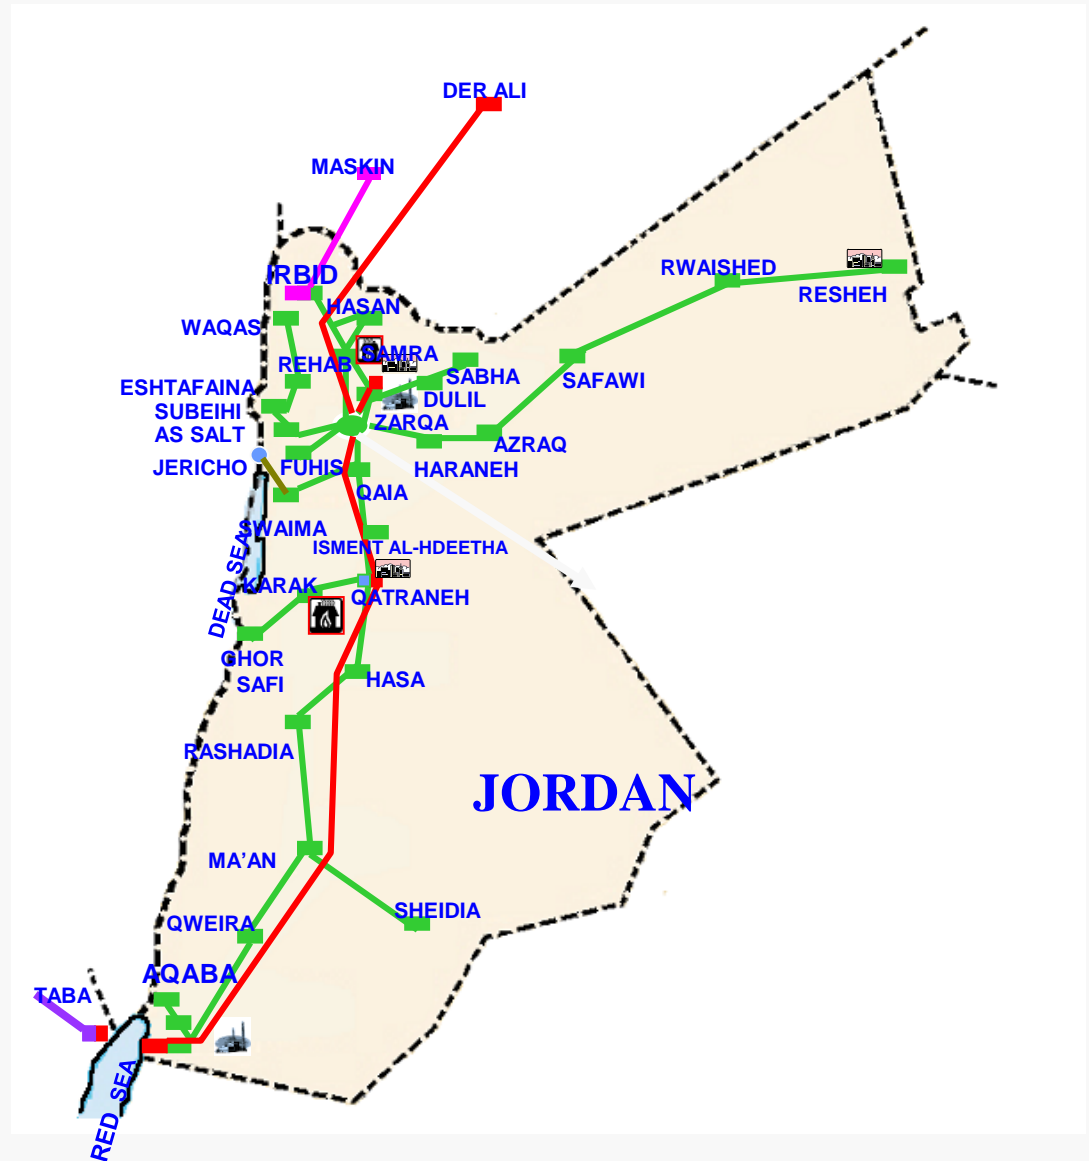 DER ALI
MASKIN
IRBID
HASAN
WAQAS
RWAISHED
RESHEH
SAMRA
REHAB
SABHA
SAFAWI
ESHTAFAINA
DULIL
SUBEIHI
ZARQA
AS SALT
AZRAQ
JERICHO
FUHIS
HARANEH
QAIA
SWAIMA
ISMENT AL-HDEETHA
DEAD SEA
KARAK
QATRANEH
GHOR
SAFI
HASA
RASHADIA
JORDAN
MA’AN
SHEIDIA
QWEIRA
AQABA
TABA
RED SEA